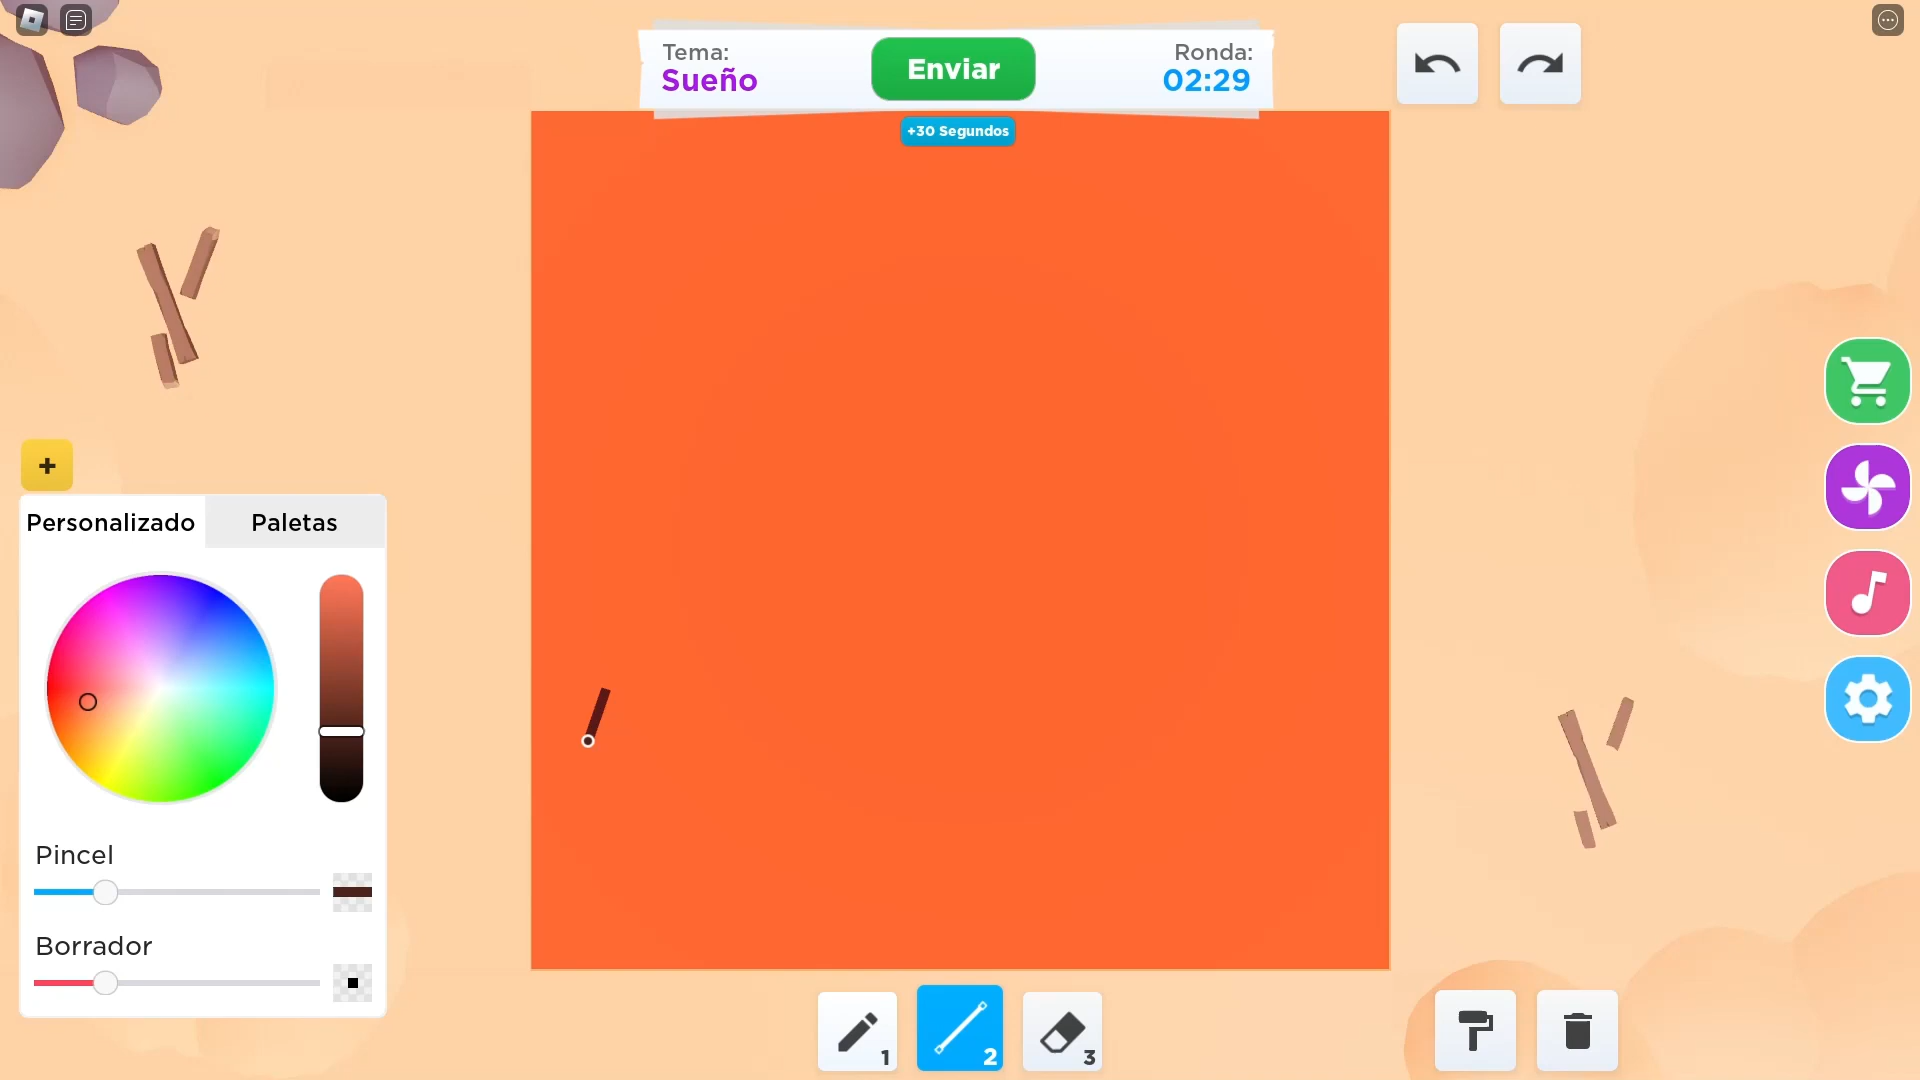 Tema:
Sueño
Enviar
Ronda:
02:29
+30 Segundos
+
Personalizado
Paletas
Pincel
Borrador
1
2
3